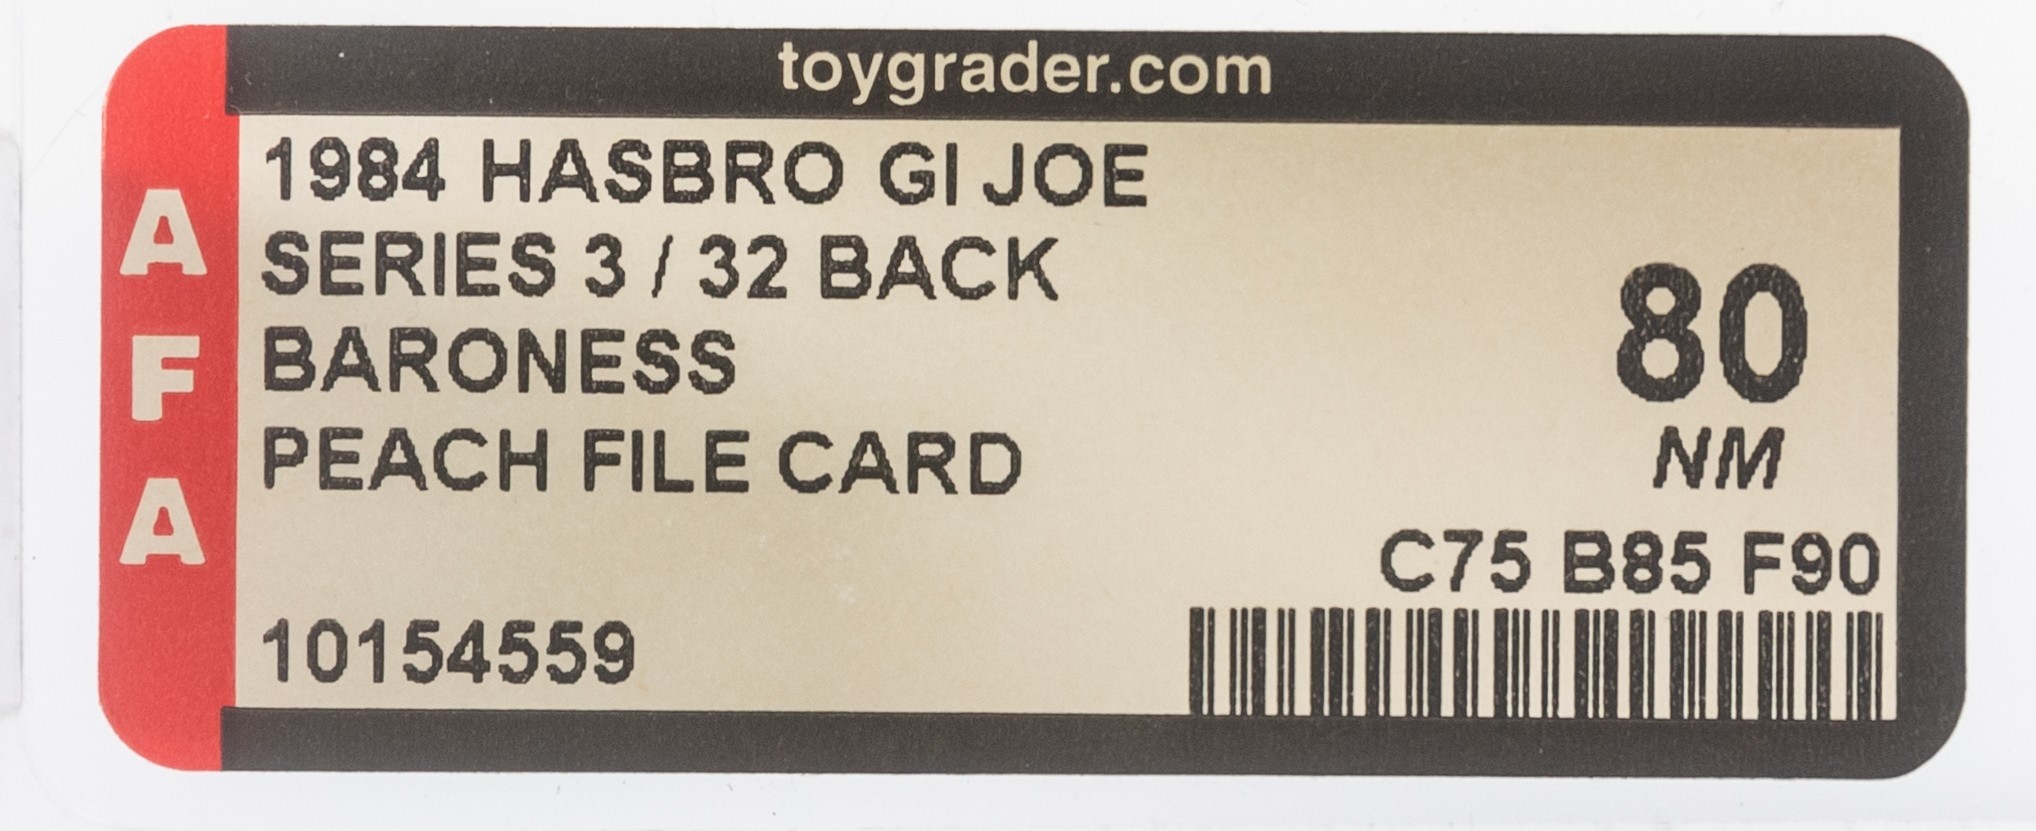 toygrader.com
AFA
1984 HASBRO GI JOE
SERIES 3 / 32 BACK
BARONESS
PEACH FILE CARD
80
NM
C75 B85 F90
10154559